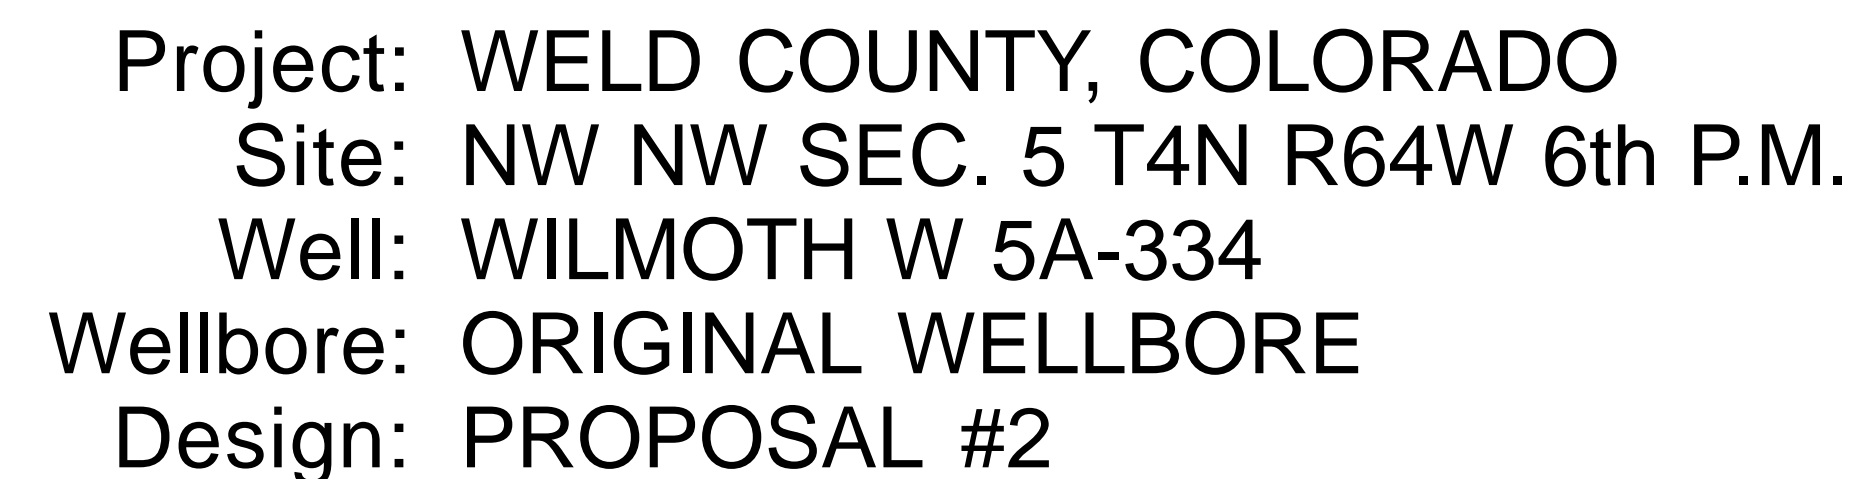 Project: WELD COUNTY, COLORADO
Site: NW NW SEC. 5 T4N R64W 6th P.M.
Well: WILMOTH W 5A-334
Wellbore: ORIGINAL WELLBORE
Design: PROPOSAL #2